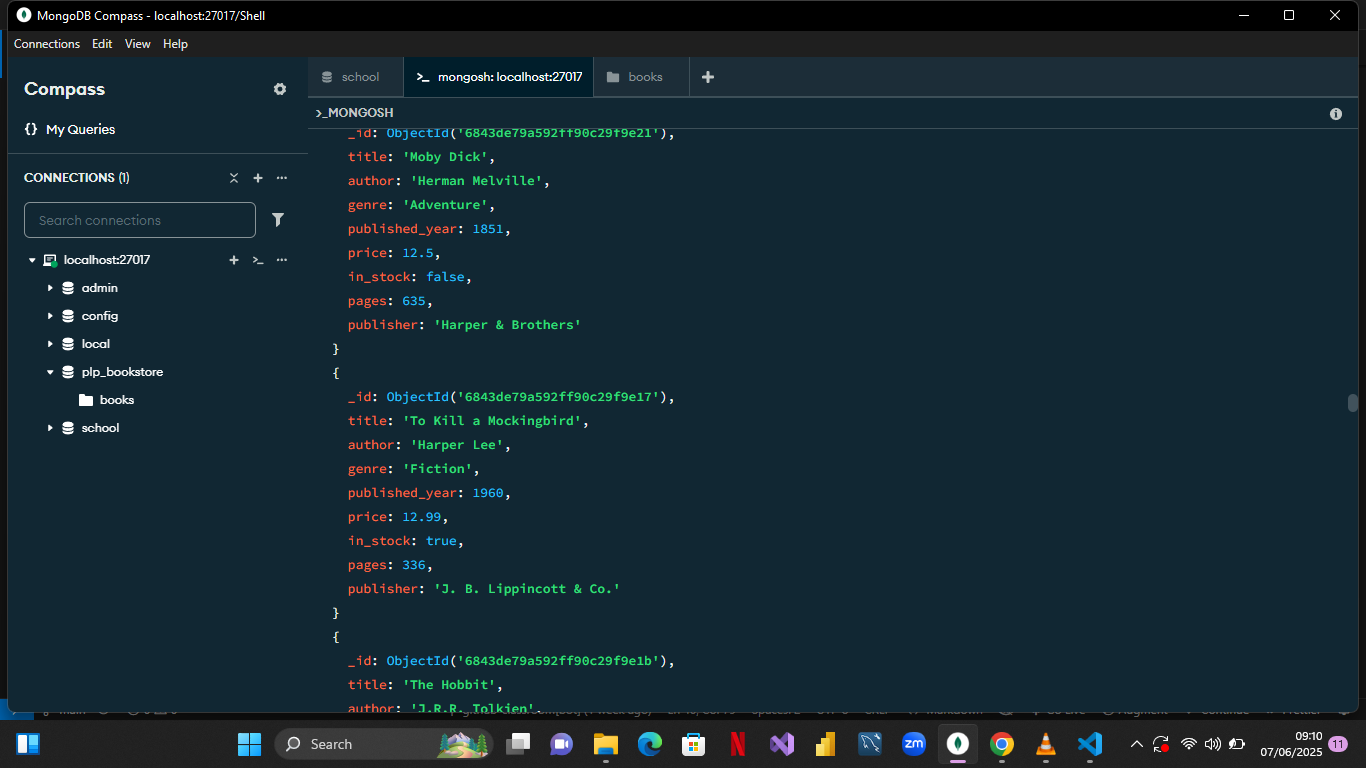 MongoDB Compass - localhost:27017/Shell
Connections Edit View Help
Compass
{} My Queries
CONNECTIONS (1)
Search connections
localhost:27017
admin
config
local
plp_bookstore
books
school
school
>_ mongosh: localhost:27017
books
>_MONGOSH
_id: ObjectId('6843de79a592ff90c29f9e21'),
title: 'Moby Dick',
author: 'Herman Melville',
genre: 'Adventure',
published_year: 1851,
price: 12.5,
in_stock: false,
pages: 635,
publisher: 'Harper & Brothers'
}
{
_id: ObjectId('6843de79a592ff90c29f9e17'),
title: 'To Kill a Mockingbird',
author: 'Harper Lee',
genre: 'Fiction',
published_year: 1960,
price: 12.99,
in_stock: true,
pages: 336,
publisher: 'J. B. Lippincott & Co.'
}
{
_id: ObjectId('6843de79a592ff90c29f9e1b'),
title: 'The Hobbit',
author: 'J.R.R. Tolkien',
Search
zm
09:10
07/06/2025
11